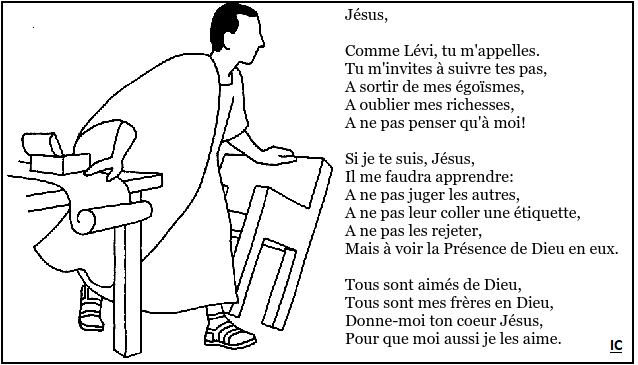 Jésus,
Comme Lévi, tu m'appelles.
Tu m'invites à suivre tes pas,
A sortir de mes égoïsmes,
A oublier mes richesses,
A ne pas penser qu'à moi!
Si je te suis, Jésus,
Il me faudra apprendre:
A ne pas juger les autres,
A ne pas leur coller une étiquette,
A ne pas les rejeter,
Mais à voir la Présence de Dieu en eux.
Tous sont aimés de Dieu,
Tous sont mes frères en Dieu,
Donne-moi ton coeur Jésus,
Pour que moi aussi je les aime.
IC